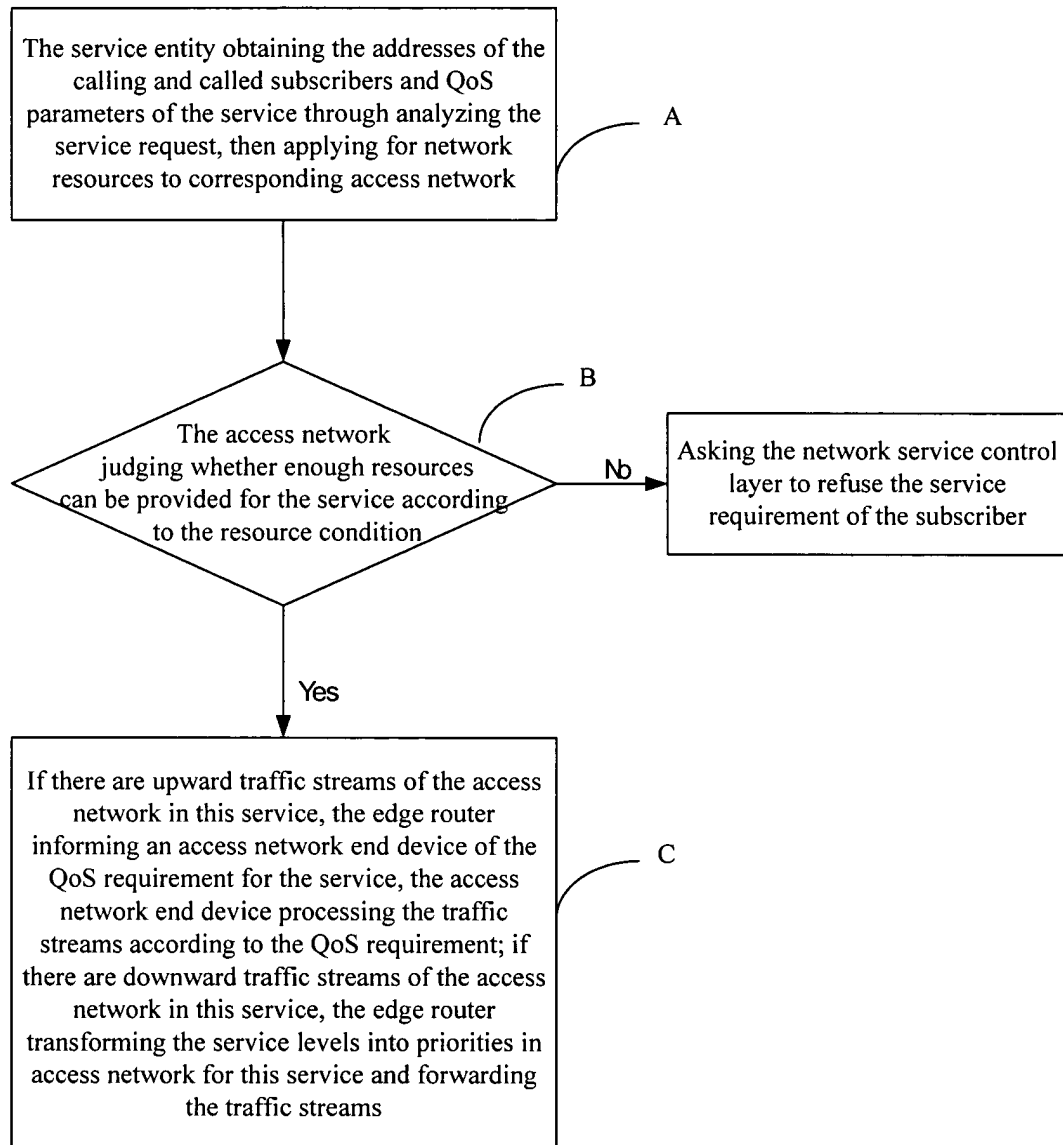 The service entity obtaining the addresses of the
calling and called subscribers and QoS
parameters of the service through analyzing the
service request, then applying for network
resources to corresponding access network
A
B
The access network
judging whether enough resources
can be provided for the service according
to the resource condition
No
Asking the network service control
layer to refuse the service
requirement of the subscriber
Yes
If there are upward traffic streams of the access
network in this service, the edge router
informing an access network end device of the
QoS requirement for the service, the access
network end device processing the traffic
streams according to the QoS requirement; if
there are downward traffic streams of the access
network in this service, the edge router
transforming the service levels into priorities in
access network for this service and forwarding
the traffic streams
C